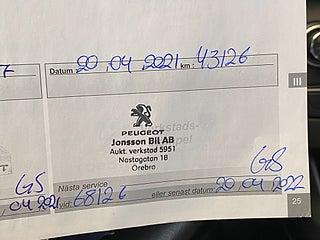 Datum 20,04 2021 km: 43126
III
PEUGEOT
Jonsson Bil AB
Aukt. verkstad 5951
Nastagatan 18
Örebro
GS
GS
Nästa service
vid: 68126 eller senast datum: 20,04 2022
04 2021
25